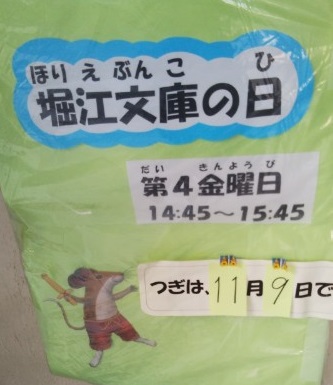 ほりえぶんこ ひ
堀江文庫の日
だい きんようび
第4金曜日
14:45～15:45
つぎは、11月9日で